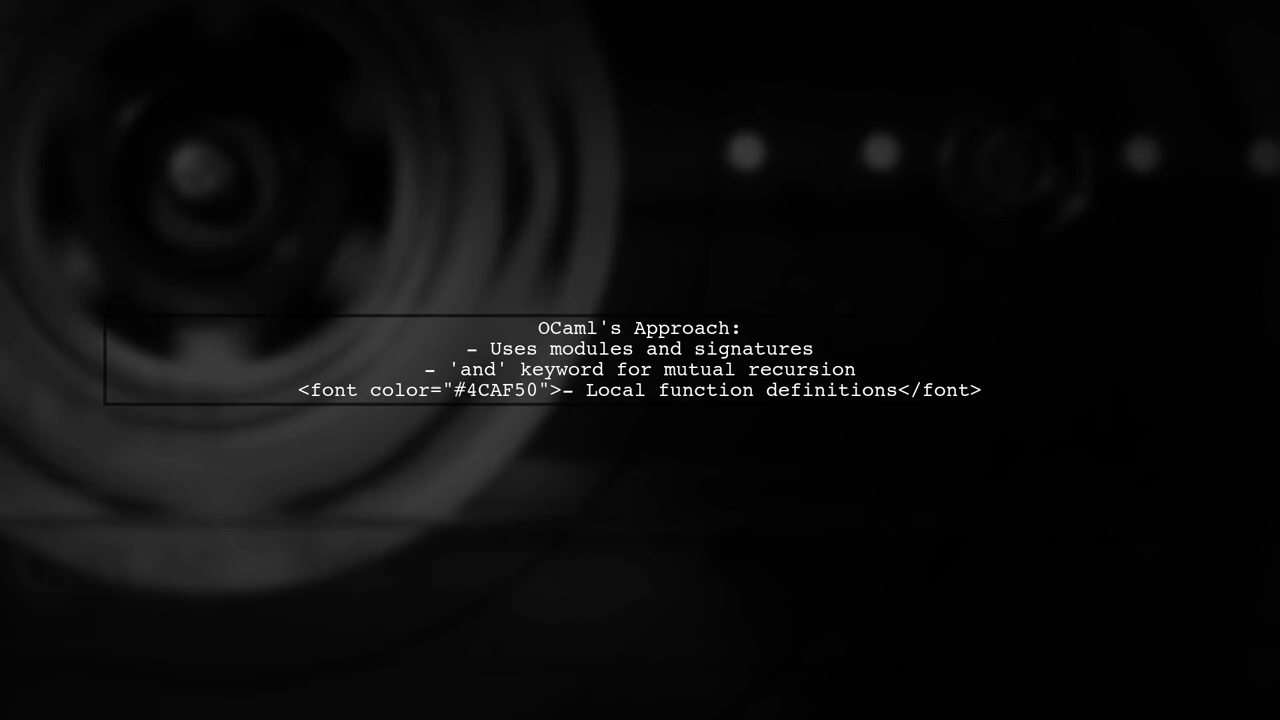 OCaml's Approach:
- Uses modules and signatures
- 'and' keyword for mutual recursion
<font color="#4CAF50">- Local function definitions</font>